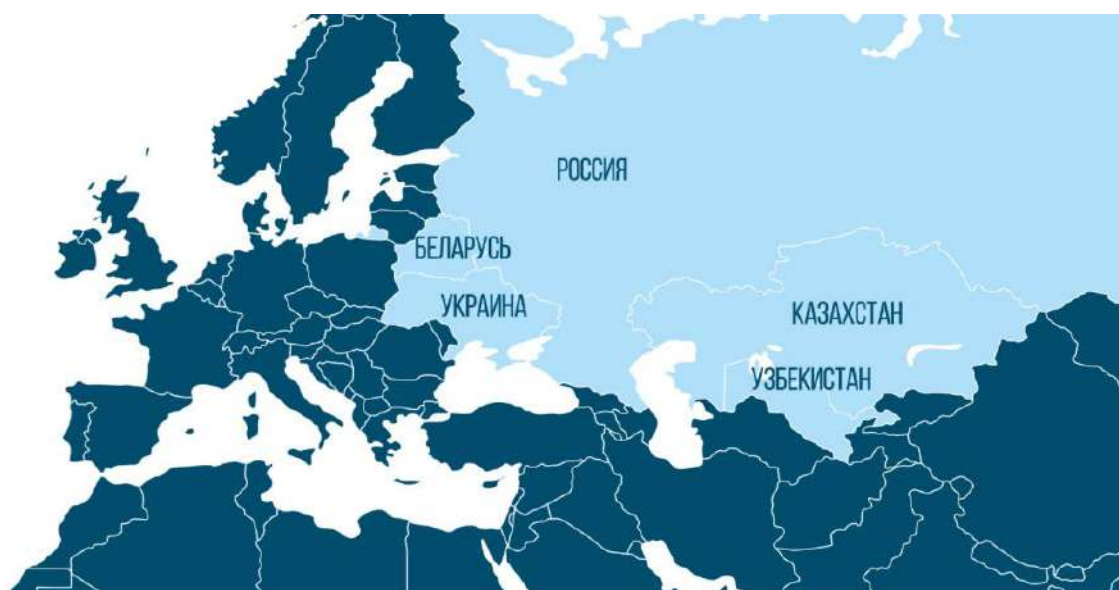 РОССИЯ
БЕЛАРУСЬ
УКРАИНА
КАЗАХСТАН
УЗБЕКИСТАН